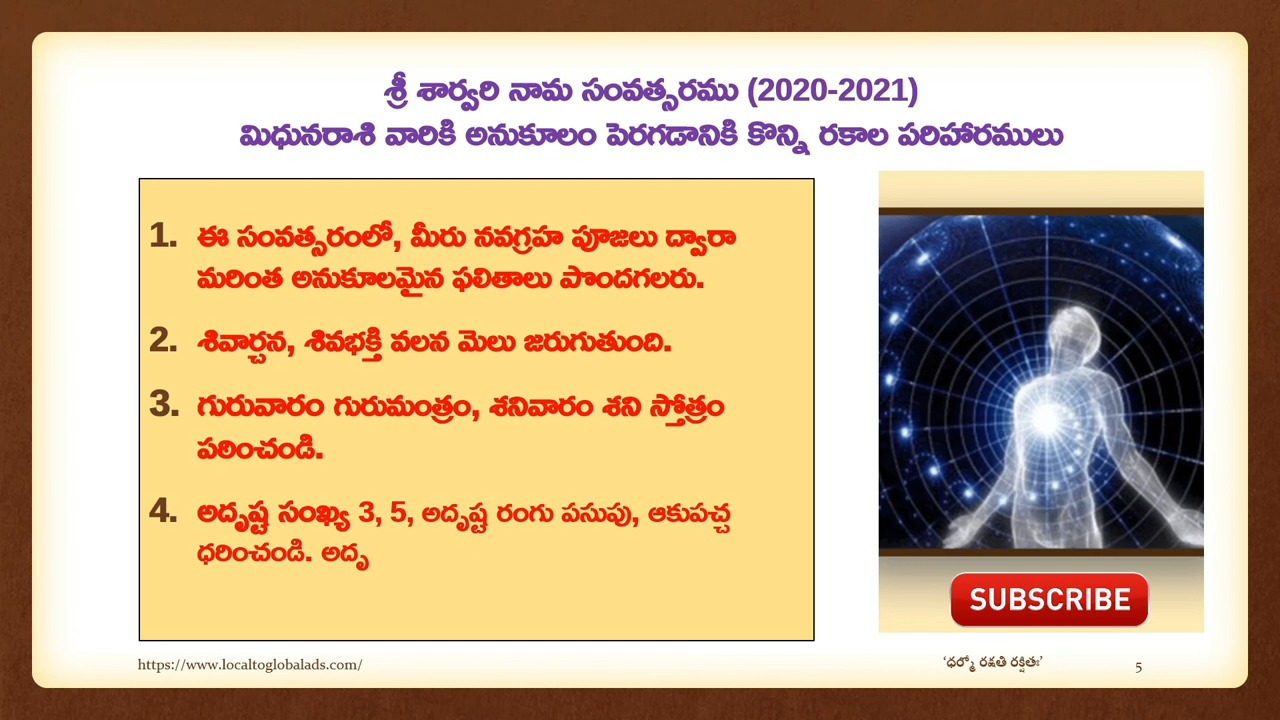 శ్రీ శార్వరి నామ సంవత్సరము (2020-2021)
మిధునరాశి వారికి అనుకూలం పెరగడానికి కొన్ని రకాల పరిహారములు
1. ఈ సంవత్సరంలో, మీరు నవగ్రహ పూజలు ద్వారా
మరింత అనుకూలమైన ఫలితాలు పొందగలరు.
2. శివార్చన, శివభక్తి వలన మెలు జరుగుతుంది.
3. గురువారం గురుమంత్రం, శనివారం శని స్తోత్రం
పఠించండి.
4. అదృష్ట సంఖ్య 3, 5, అదృష్ట రంగు పసుపు, ఆకుపచ్చ
ధరించండి. అదృ
SUBSCRIBE
https://www.localtoglobalads.com/
‘ధర్మో రక్షతి రక్షితః’
5